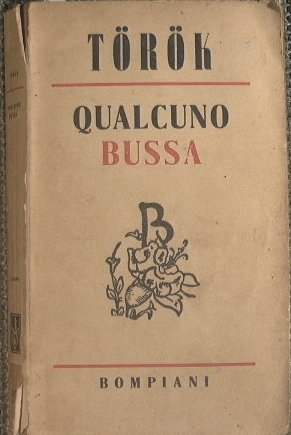 TÖRÖK
QUALCUNO
BUSSA
B
BOMPIANI